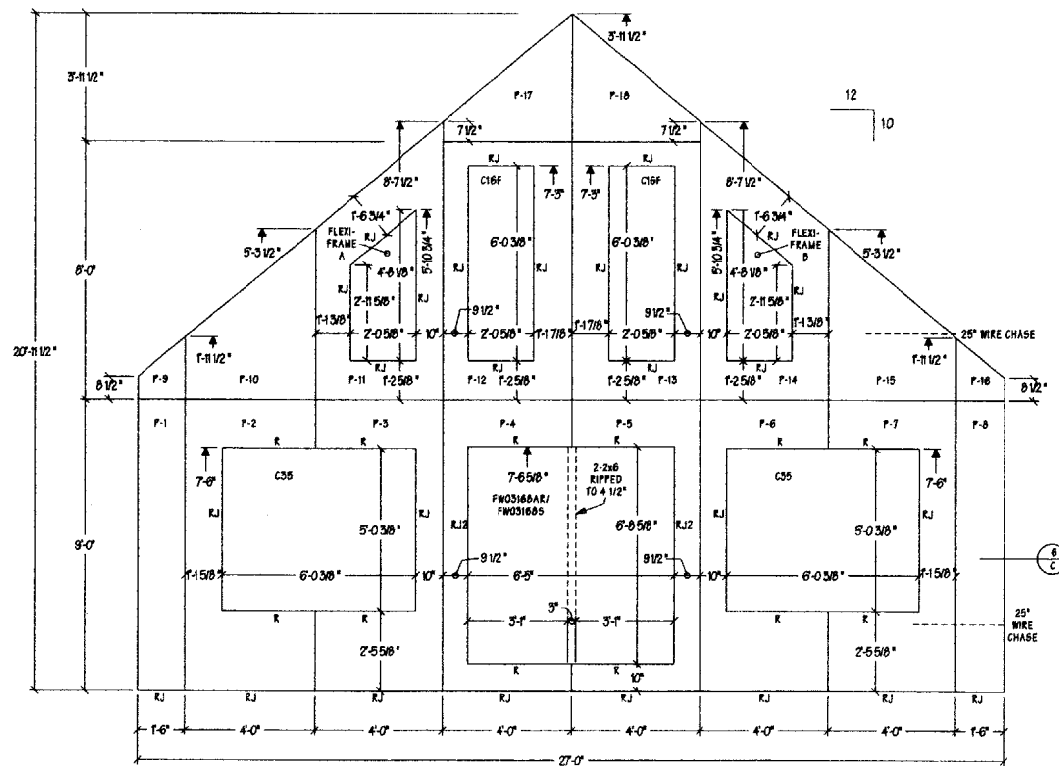 3'-11 1/2"
3'-11 1/2"
12
10
P-17
P-18
7 1/2"
7 1/2"
RJ
RJ
8'-7 1/2"
C16F
7'-3"
7'-3"
C16F
8'-7 1/2"
1'-6 3/4"
1'-6 3/4"
5'-3 1/2"
FLEXI-
FRAME
A
RJ
4'-8 1/8"
5'-10 3/4"
RJ
6'-0 3/8"
RJ
6'-0 3/8"
RJ
5'-10 3/4"
RJ
4'-8 1/8"
FLEXI-
FRAME
B
5'-3 1/2"
8'-0"
RJ
2'-11 5/8"
RJ
RJ
2'-11 5/8"
RJ
9 1/2"
9 1/2"
1'-1 3/8"
2'-0 5/8"
10"
2'-0 5/8"
1'-1 7/8"
1'-1 7/8"
2'-0 5/8"
10"
2'-0 5/8"
1'-1 3/8"
25" WIRE CHASE
20'-11 1/2"
1'-11 1/2"
1'-11 1/2"
RJ
RJ
RJ
RJ
8 1/2"
P-9
P-10
P-11
1'-2 5/8"
P-12
1'-2 5/8"
1'-2 5/8"
P-13
1'-2 5/8"
P-14
P-15
P-16
8 1/2"
P-1
P-2
P-3
P-4
P-5
P-6
P-7
P-8
R
R
R
R
R
R
7'-6"
C35
7'-6 5/8"
2-2x6
RIPPED
TO 4 1/2"
C35
7'-6"
FWO3168AR/
FWO3168S
RJ
5'-0 3/8"
RJ
RJ2
6'-8 5/8"
RJ2
RJ
5'-0 3/8"
RJ
9'-0"
9 1/2"
9 1/2"
6
C
1'-1 5/8"
6'-0 3/8"
10"
6'-5"
10"
6'-0 3/8"
1'-1 5/8"
3'-1"
3"
3'-1"
25"
WIRE
CHASE
R
R
R
R
2'-5 5/8"
R
R
10"
2'-5 5/8"
RJ
RJ
RJ
RJ
RJ
RJ
RJ
RJ
1'-6"
4'-0"
4'-0"
4'-0"
4'-0"
4'-0"
4'-0"
1'-6"
27'-0"